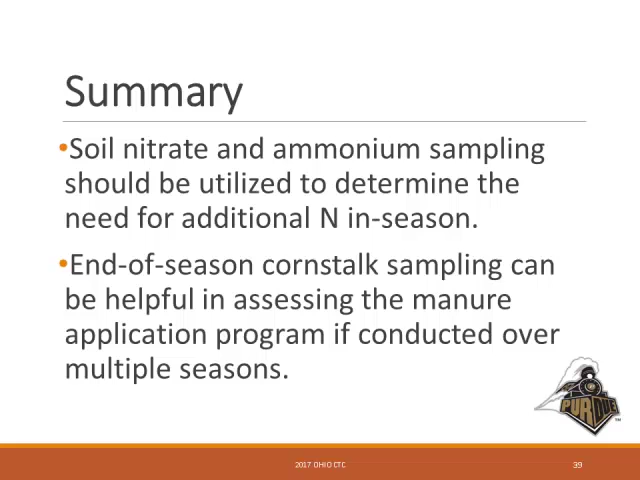 Summary
•Soil nitrate and ammonium sampling
should be utilized to determine the
need for additional N in-season.
•End-of-season cornstalk sampling can
be helpful in assessing the manure
application program if conducted over
multiple seasons.
PURDUE
TM
2017 OHIO CTC
39